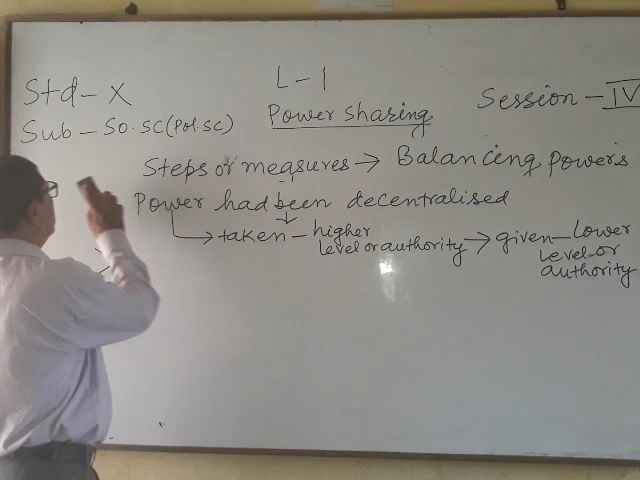 L-1
Std-X
Power sharing
Session-IV
Sub-So.Sc(Pol.Sc)
Steps or measures → Balancing powers
Power had been decentralised
↳ taken - higher level or authority → given - Lower level or authority